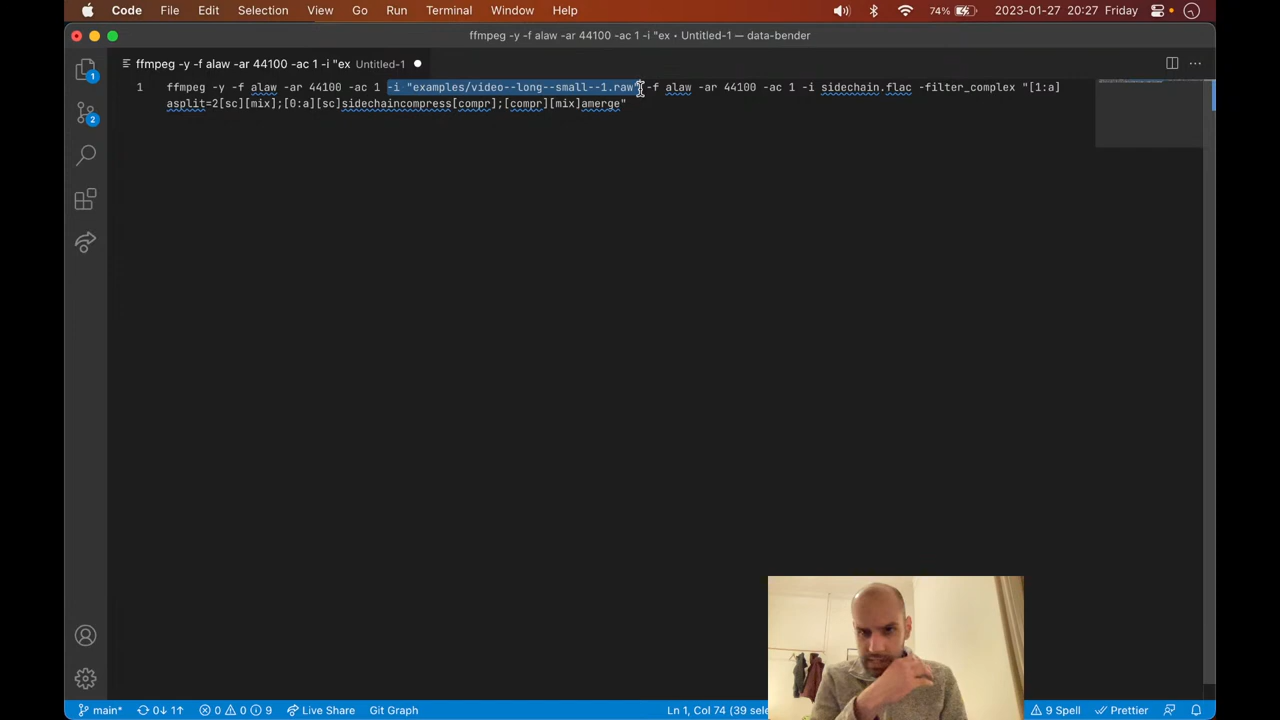 Code File Edit Selection View Go Run Terminal Window Help 74% 2023-01-27 20:27 Friday
ffmpeg -y -f alaw -ar 44100 -ac 1 -i "ex • Untitled-1 — data-bender
ffmpeg -y -f alaw -ar 44100 -ac 1 -i "ex Untitled-1
1 ffmpeg -y -f alaw -ar 44100 -ac 1 -i "examples/video--long--small--1.raw" -f alaw -ar 44100 -ac 1 -i sidechain.flac -filter_complex "[1:a]
asplit=2[sc][mix];[0:a][sc]sidechaincompress[compr];[compr][mix]amerge"
1
2
main* 0↓ 1↑ 0 0 9 Live Share Git Graph Ln 1, Col 74 (39 sele 9 Spell Prettier